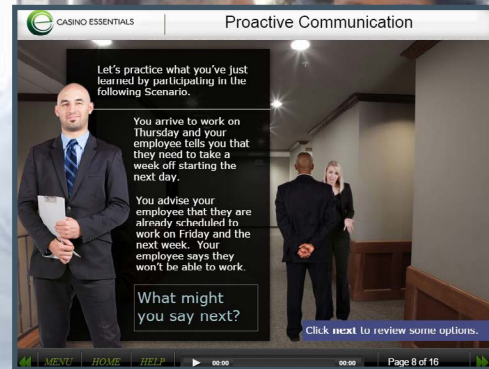 CASINO ESSENTIALS
Proactive Communication
Let's practice what you've just
learned by participating in the
following Scenario.
You arrive to work on
Thursday and your
employee tells you that
they need to take a
week off starting the
next day.
You advise your
employee that they are
already scheduled to
work on Friday and the
next week. Your
employee says they
won't be able to work.
What might
you say next?
Click next to review some options.
MENU HOME HELP 00:00 00:00 Page 8 of 16